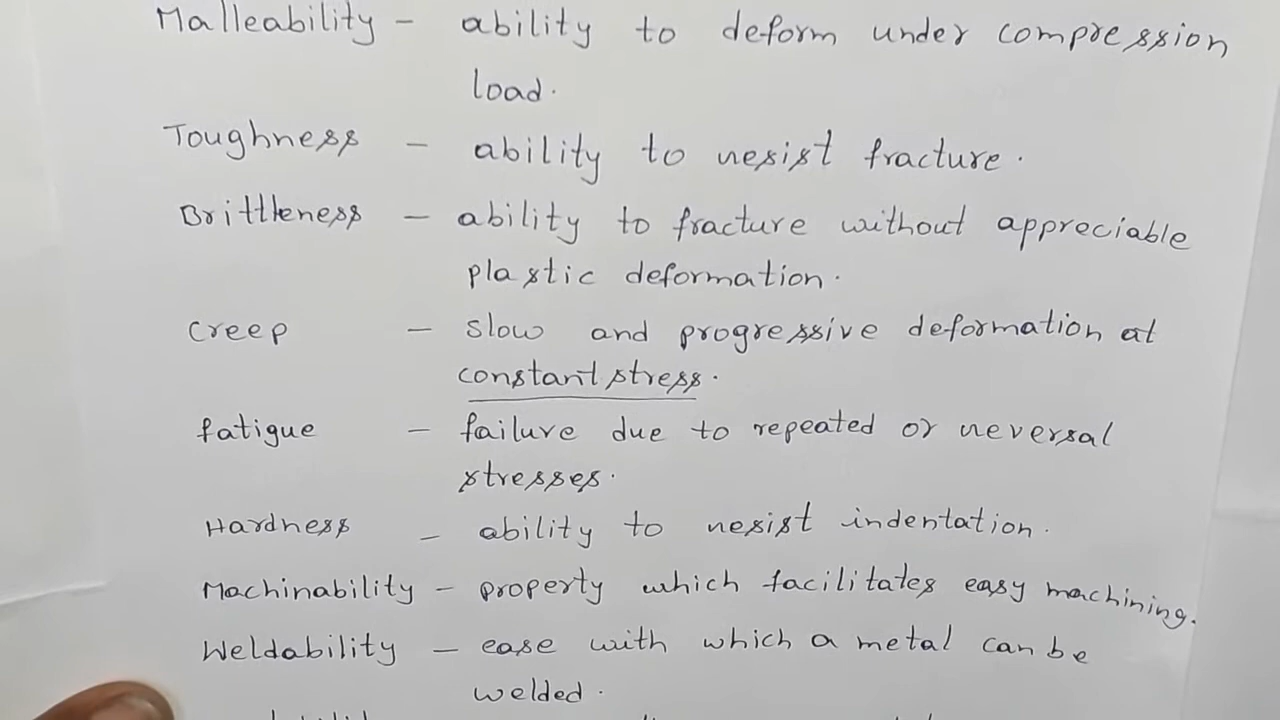 Malleability - ability to deform under compression
load.
Toughness - ability to resist fracture.
Brittleness - ability to fracture without appreciable
plastic deformation.
Creep - slow and progressive deformation at
constant stress.
fatigue - failure due to repeated or reversal
stresses.
Hardness - ability to resist indentation.
Machinability - property which facilitates easy machining.
Weldability - ease with which a metal can be
welded.